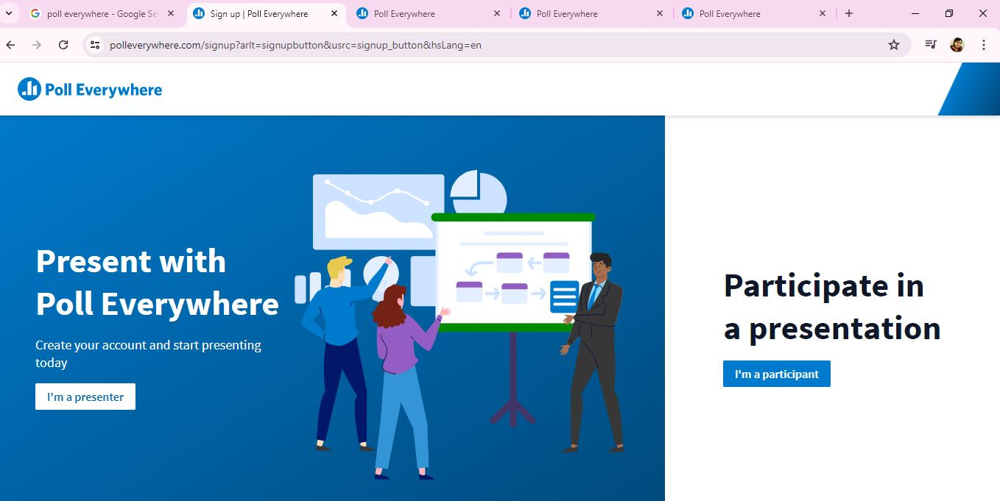 poll everywhere - Google Se
Sign up | Poll Everywhere
Poll Everywhere
Poll Everywhere
Poll Everywhere
polleverywhere.com/signup?arlt=signupbutton&usrc=signup_button&hsLang=en
Poll Everywhere
Present with
Poll Everywhere
Create your account and start presenting
today
I'm a presenter
Participate in
a presentation
I'm a participant